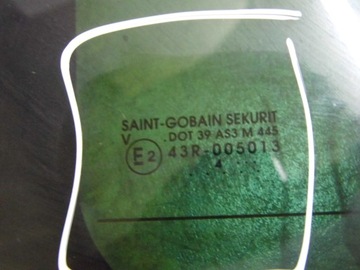 SAINT-GOBAIN SEKURIT
V DOT 39 AS3 M 445
E2 43R-005013
.. 4 ...